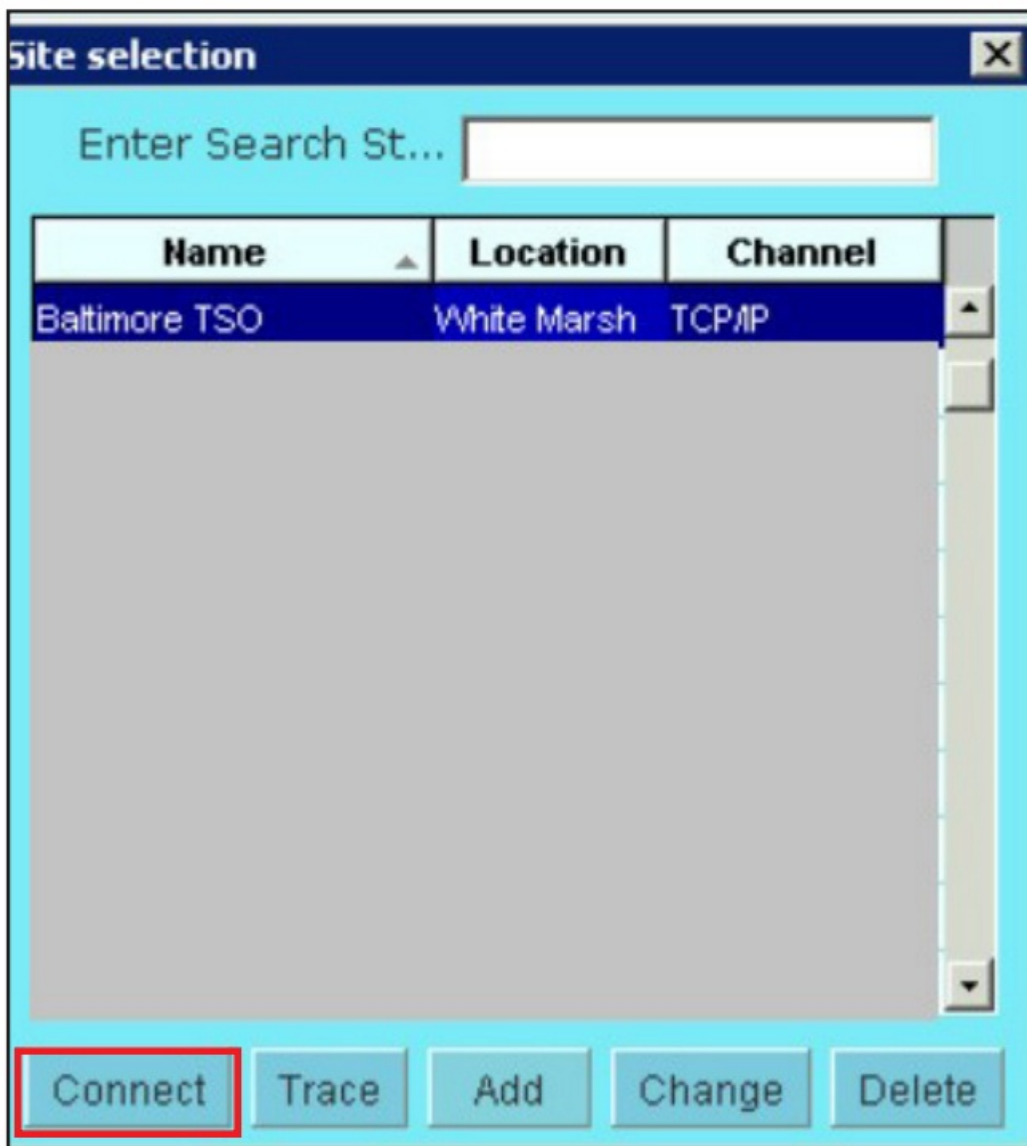 Site selection
Enter Search St...
Name Location Channel
Baltimore TSO White Marsh TCP/IP
Connect Trace Add Change Delete